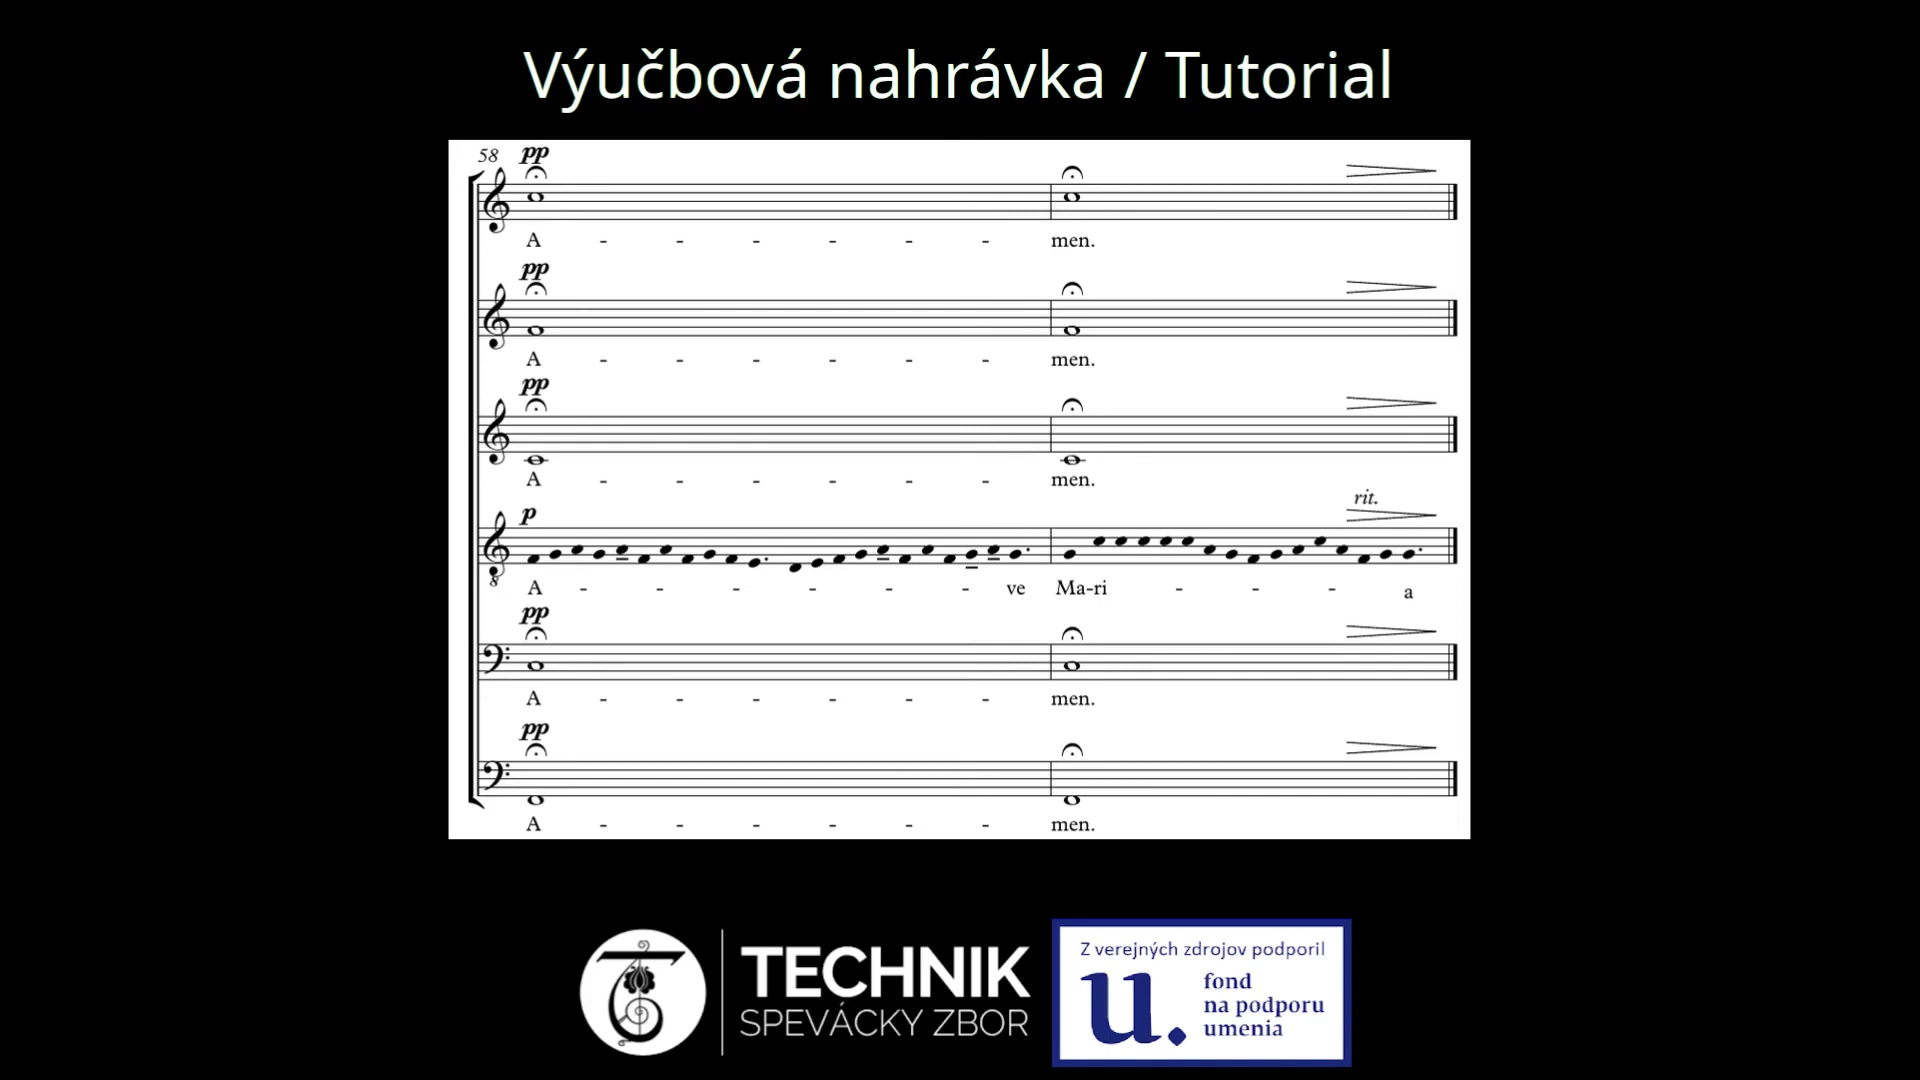 Výučbová nahrávka / Tutorial
58 pp
A - - - - - - men.
pp
A - - - - - - men.
pp
A - - - - - - men.
rit.
p
8
A - - - - - - ve Ma-ri - - - a
pp
A - - - - - - men.
pp
A - - - - - - men.
TECHNIK
SPEVÁCKY ZBOR
Z verejných zdrojov podporil
u. fond
na podporu
umenia